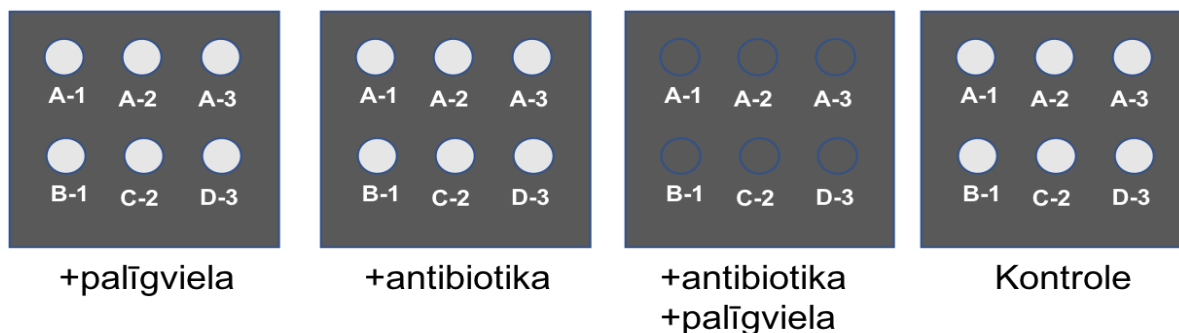 A-1 A-2 A-3
B-1 C-2 D-3
+palīgviela
A-1 A-2 A-3
B-1 C-2 D-3
+antibiotika
A-1 A-2 A-3
B-1 C-2 D-3
+antibiotika
+palīgviela
A-1 A-2 A-3
B-1 C-2 D-3
Kontrole